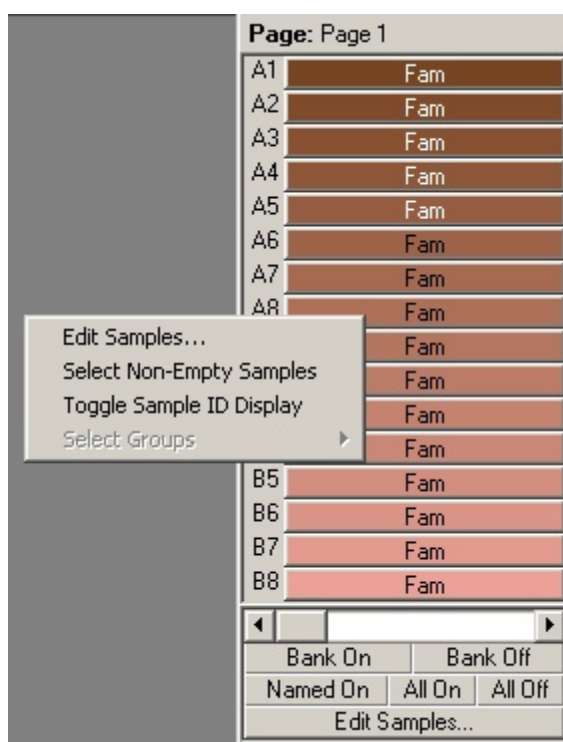 Page: Page 1
A1 Fam
A2 Fam
A3 Fam
A4 Fam
A5 Fam
A6 Fam
A7 Fam
A8 Fam
Edit Samples...
Fam
Select Non-Empty Samples
Fam
Toggle Sample ID Display
Fam
Select Groups
Fam
B5 Fam
B6 Fam
B7 Fam
B8 Fam
Bank On Bank Off
Named On All On All Off
Edit Samples...